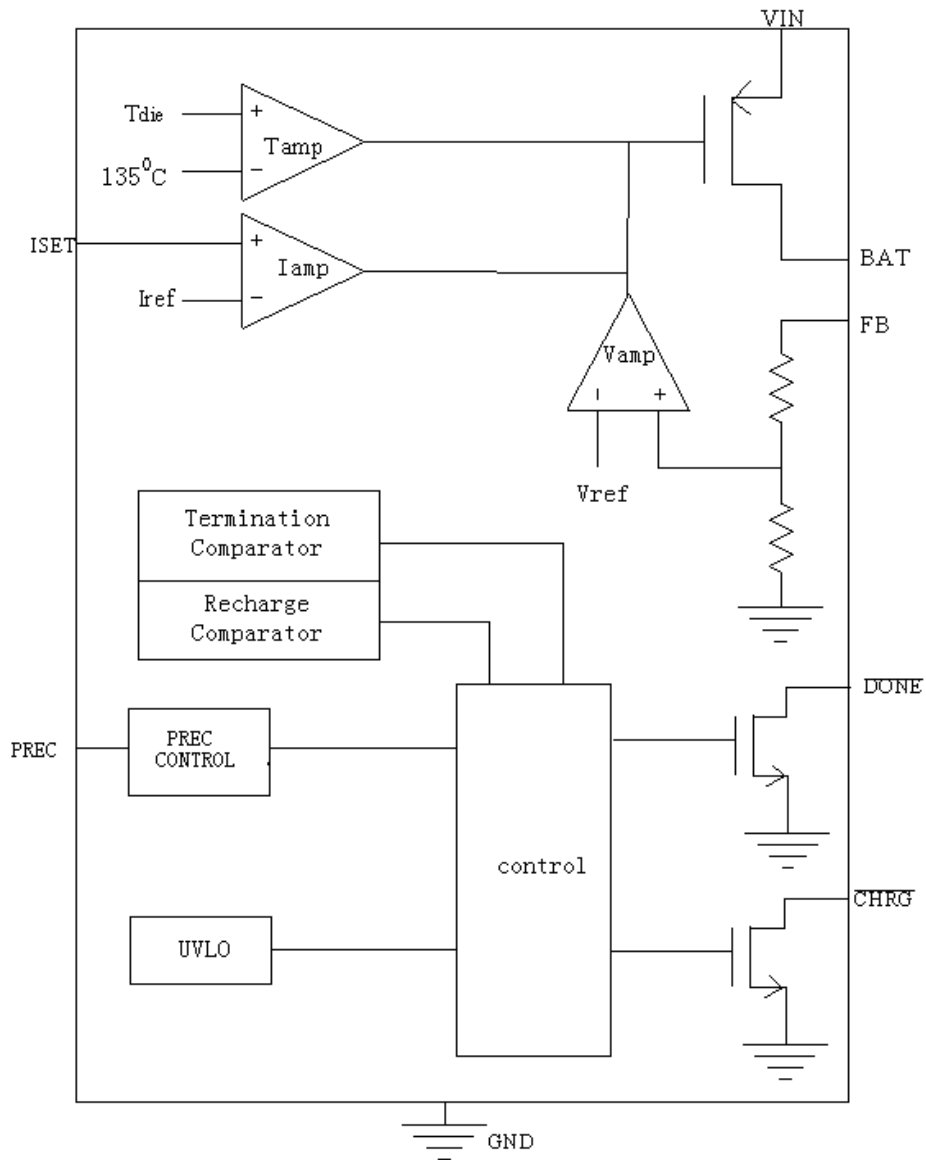 VIN
Tdie
+
Tamp
135⁰C
−
ISET
+
Iamp
BAT
Iref
−
FB
Vamp
− +
Vref
Termination
Comparator
Recharge
Comparator
DONE
PREC
PREC
CONTROL
control
CHRG
UVLO
GND